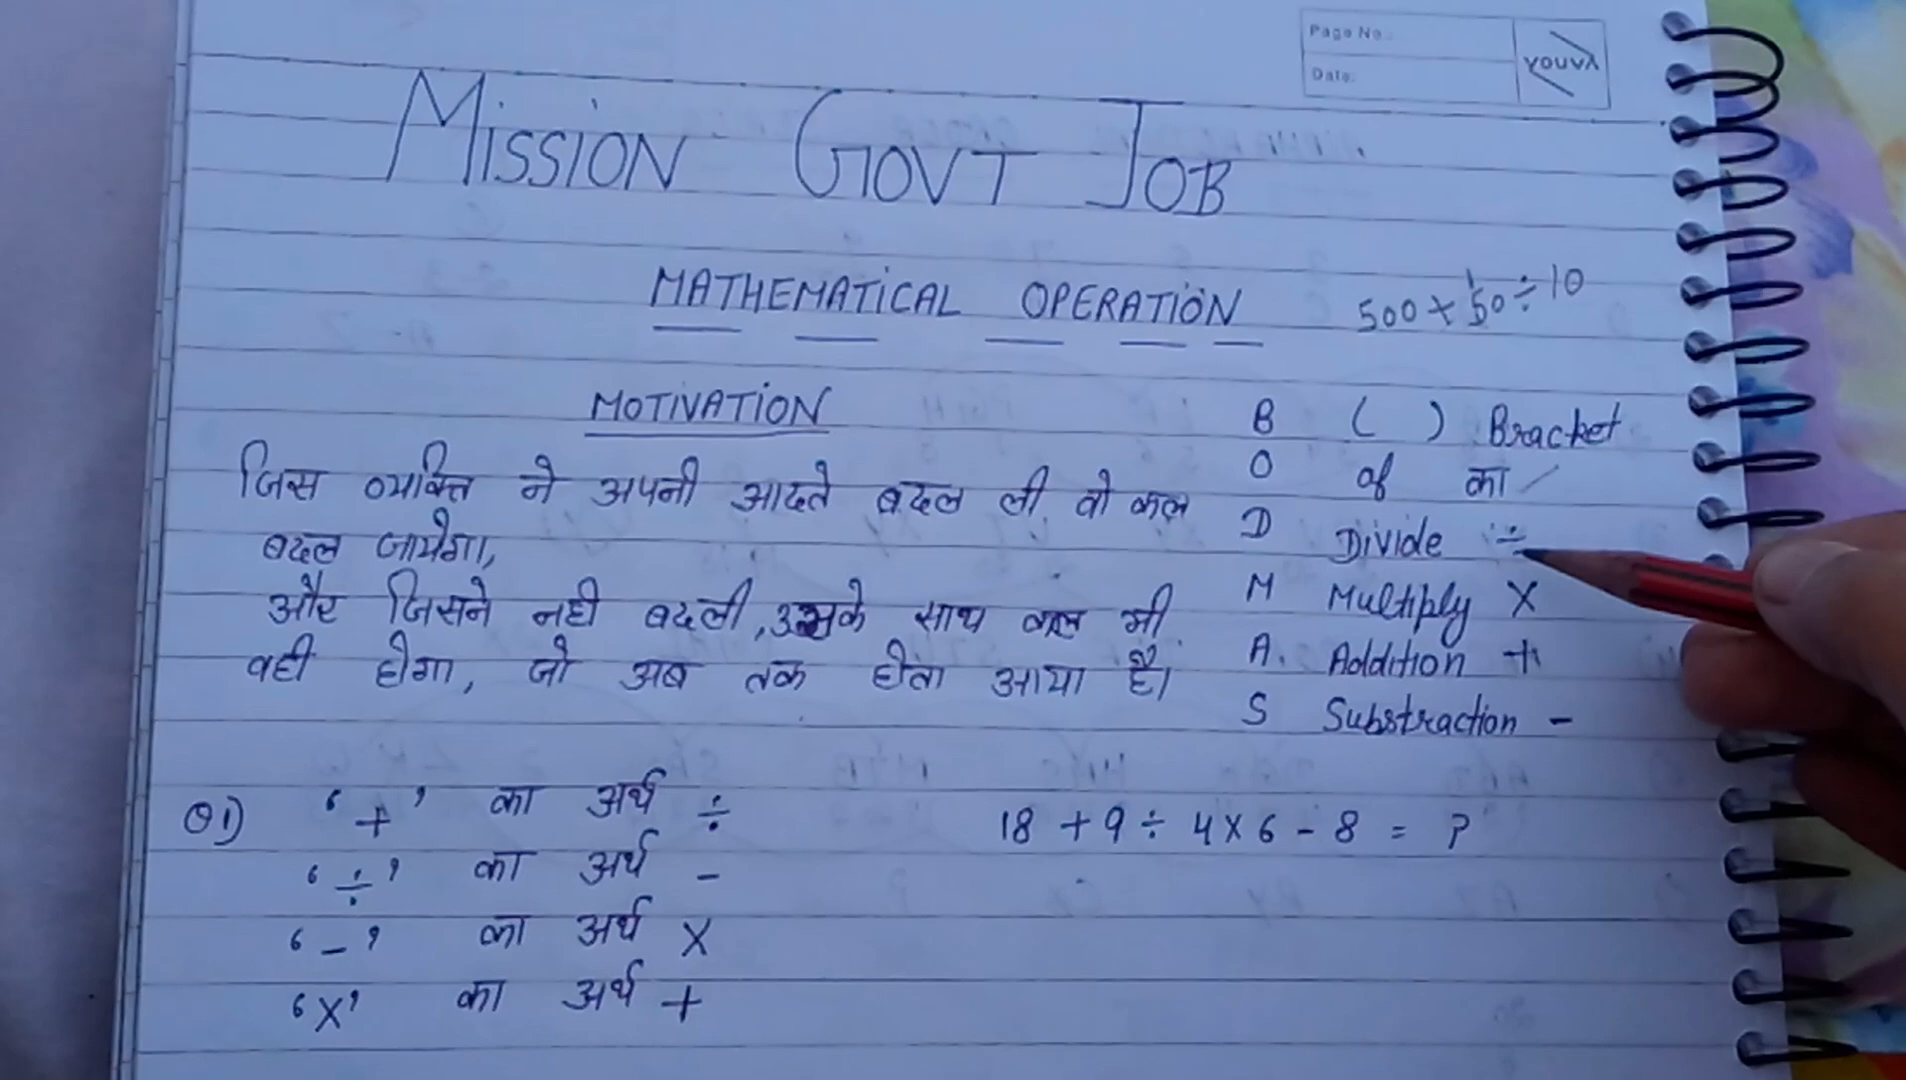 Page No.
Date:
YOUVA
MISSION GOVT JOB
MATHEMATICAL OPERATION
500 × 50 ÷ 10
1
MOTIVATION
जिस व्यक्ति ने अपनी आदते बदल ली वो कल
बदल जायेगा,
और जिसने नही बदली, उसके साथ कल भी
वही होगा, जो अब तक होता आया है।
B ( ) Bracket
O of का
D Divide ÷
M Multiply X
A. Addition +
S Substraction -
Q1) ‘+’ का अर्थ ÷
‘÷’ का अर्थ -
‘-’ का अर्थ X
‘X’ का अर्थ +
18 + 9 ÷ 4 X 6 - 8 = ?